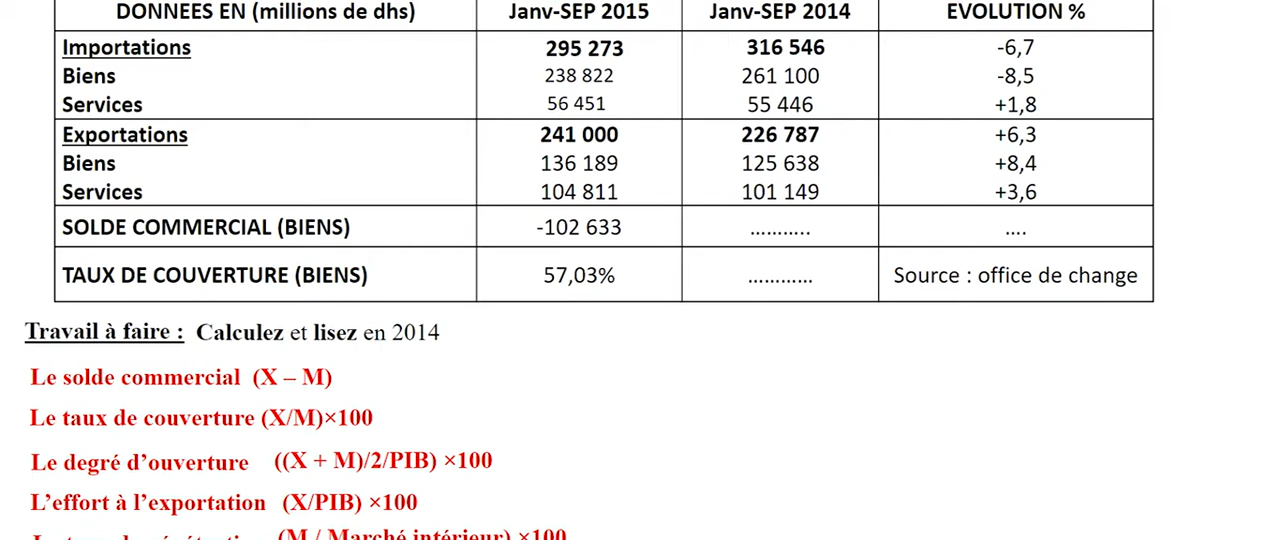 DONNEES EN (millions de dhs) Janv-SEP 2015 Janv-SEP 2014 EVOLUTION %
Importations 295 273 316 546 -6,7
Biens 238 822 261 100 -8,5
Services 56 451 55 446 +1,8
Exportations 241 000 226 787 +6,3
Biens 136 189 125 638 +8,4
Services 104 811 101 149 +3,6
SOLDE COMMERCIAL (BIENS) -102 633 ……….. ….
TAUX DE COUVERTURE (BIENS) 57,03% ………… Source : office de change
Travail à faire : Calculez et lisez en 2014
Le solde commercial (X – M)
Le taux de couverture (X/M)×100
Le degré d’ouverture ((X + M)/2/PIB) ×100
L’effort à l’exportation (X/PIB) ×100
(M / Marché intérieur) ×100